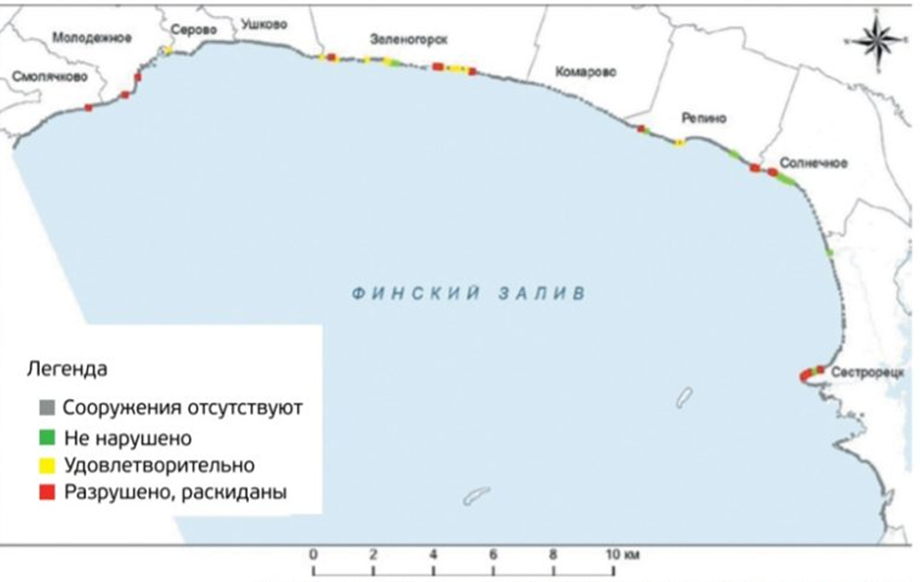 Ушково
Серово
Молодежное
Зеленогорск
Смолячково
Комарово
Репино
Солнечное
ФИНСКИЙ ЗАЛИВ
Сестрорецк
Легенда
Сооружения отсутствуют
Не нарушено
Удовлетворительно
Разрушено, раскиданы
0 2 4 6 8 10 км